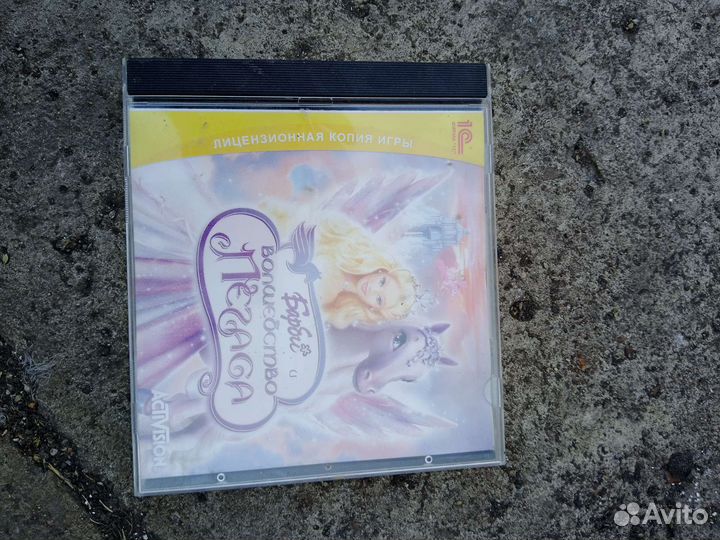 ЛИЦЕНЗИОННАЯ КОПИЯ ИГРЫ
1С
Барби
и
волшебство
ПЕГАСА
ACTIVISION
Avito